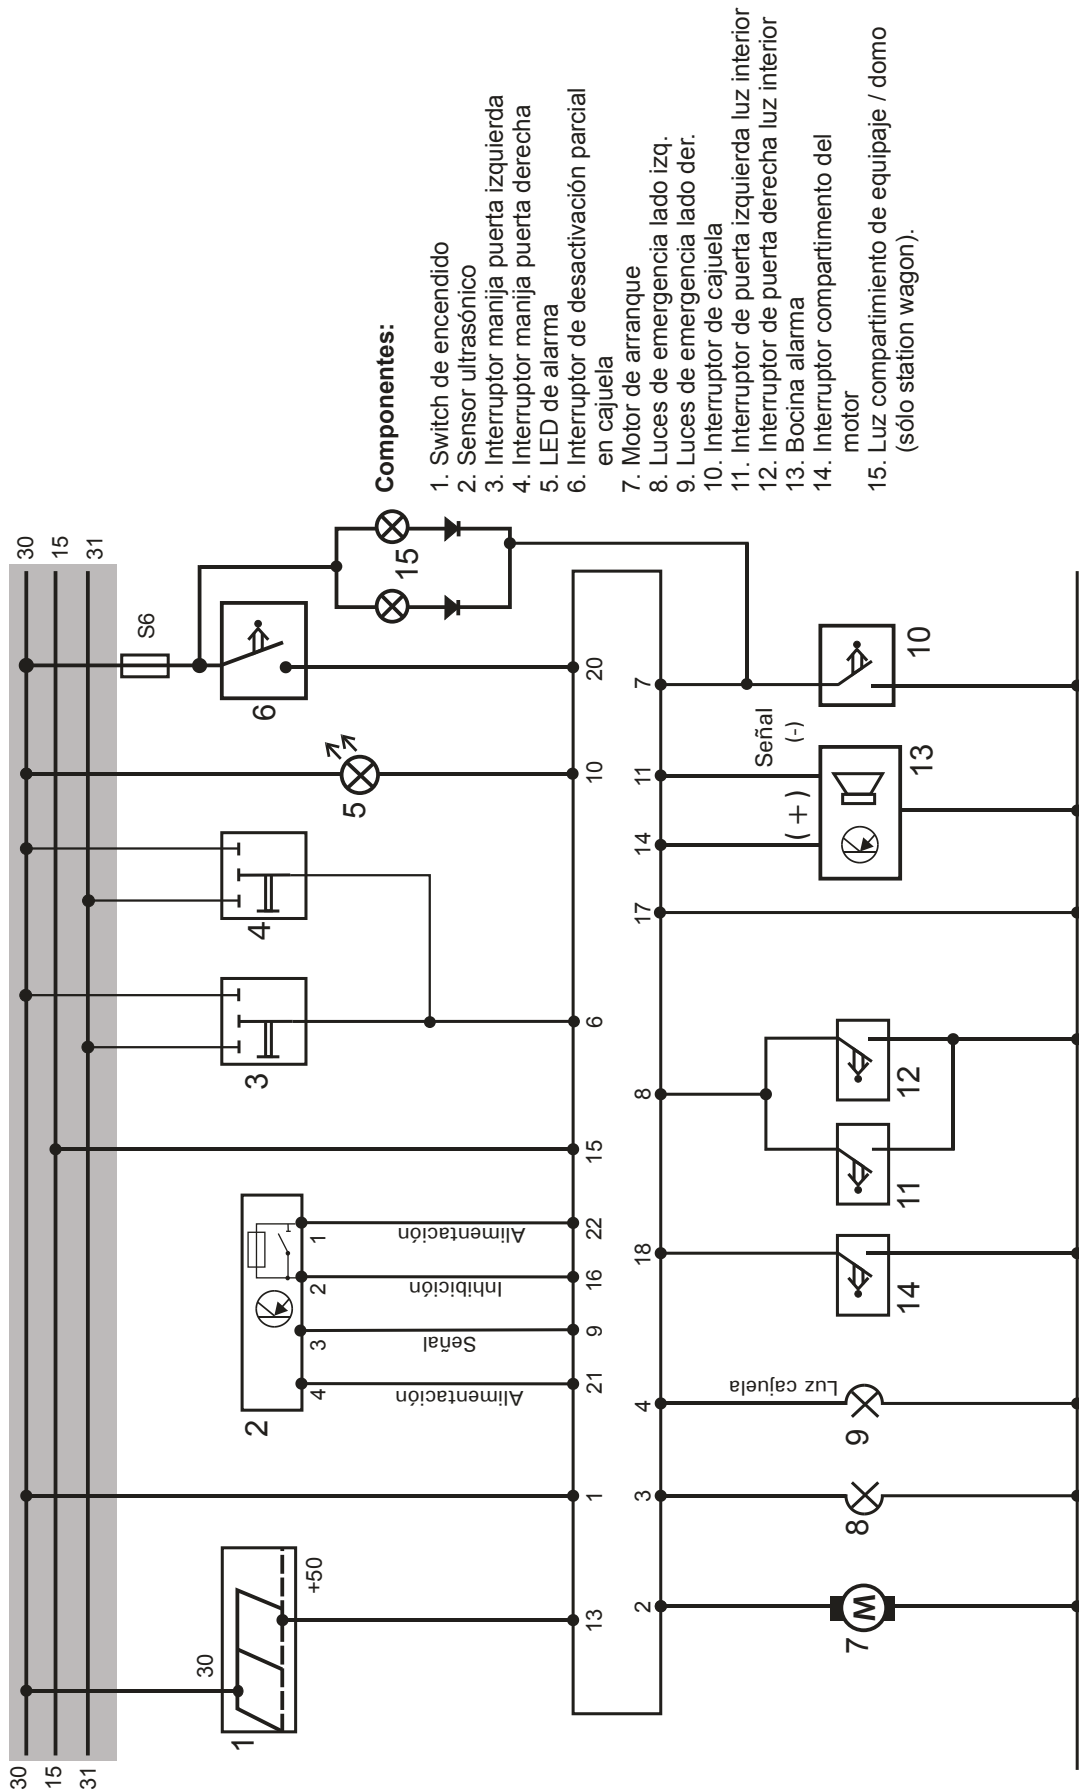 30 30
15 15
31 31
S6
30
1
+50
2
4 3 2 1
3
4
5
6
15
Alimentación
Señal
Inhibición
Alimentación
13 1 21 9 16 22 15 6 10 20
2 3 4 18 8 17 14 11 7
Luz cajuela
(+)
Señal
(-)
7
8
9
14
11
12
13
10
Componentes:
1. Switch de encendido
2. Sensor ultrasónico
3. Interruptor manija puerta izquierda
4. Interruptor manija puerta derecha
5. LED de alarma
6. Interruptor de desactivación parcial
en cajuela
7. Motor de arranque
8. Luces de emergencia lado izq.
9. Luces de emergencia lado der.
10. Interruptor de cajuela
11. Interruptor de puerta izquierda luz interior
12. Interruptor de puerta derecha luz interior
13. Bocina alarma
14. Interruptor compartimento del
motor
15. Luz compartimiento de equipaje / domo
(sólo station wagon).